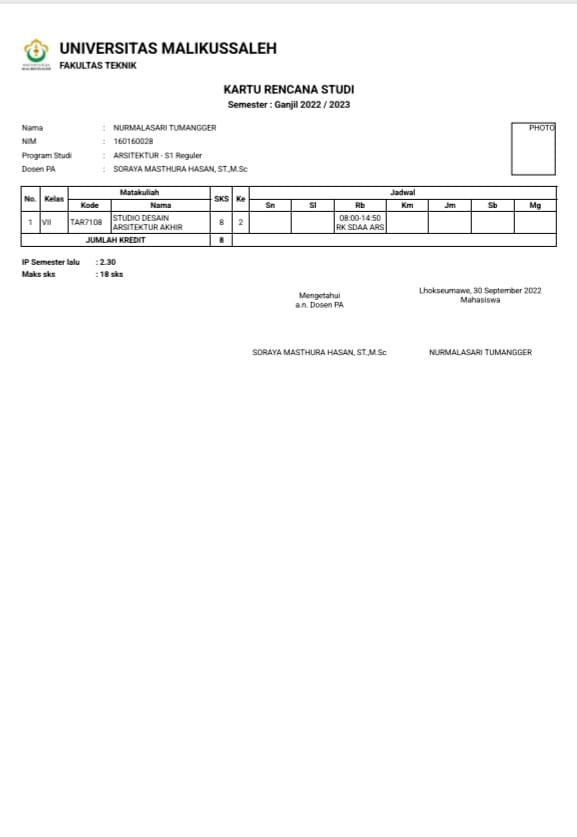 UNIVERSITAS MALIKUSSALEH
FAKULTAS TEKNIK
KARTU RENCANA STUDI
Semester : Ganjil 2022 / 2023
Nama : NURMALASARI TUMANGGER
NIM : 160160028
Program Studi : ARSITEKTUR - S1 Reguler
Dosen PA : SORAYA MASTHURA HASAN, ST.,M.Sc
PHOTO
No. Kelas Matakuliah SKS Ke Jadwal
Kode Nama Sn Sl Rb Km Jm Sb Mg
1 VII TAR7108 STUDIO DESAIN ARSITEKTUR AKHIR 8 2 08:00-14:50 RK SDAA ARS
JUMLAH KREDIT 8
IP Semester lalu : 2.30
Maks sks : 18 sks
Mengetahui
a.n. Dosen PA
SORAYA MASTHURA HASAN, ST.,M.Sc
Lhokseumawe, 30 September 2022
Mahasiswa
NURMALASARI TUMANGGER